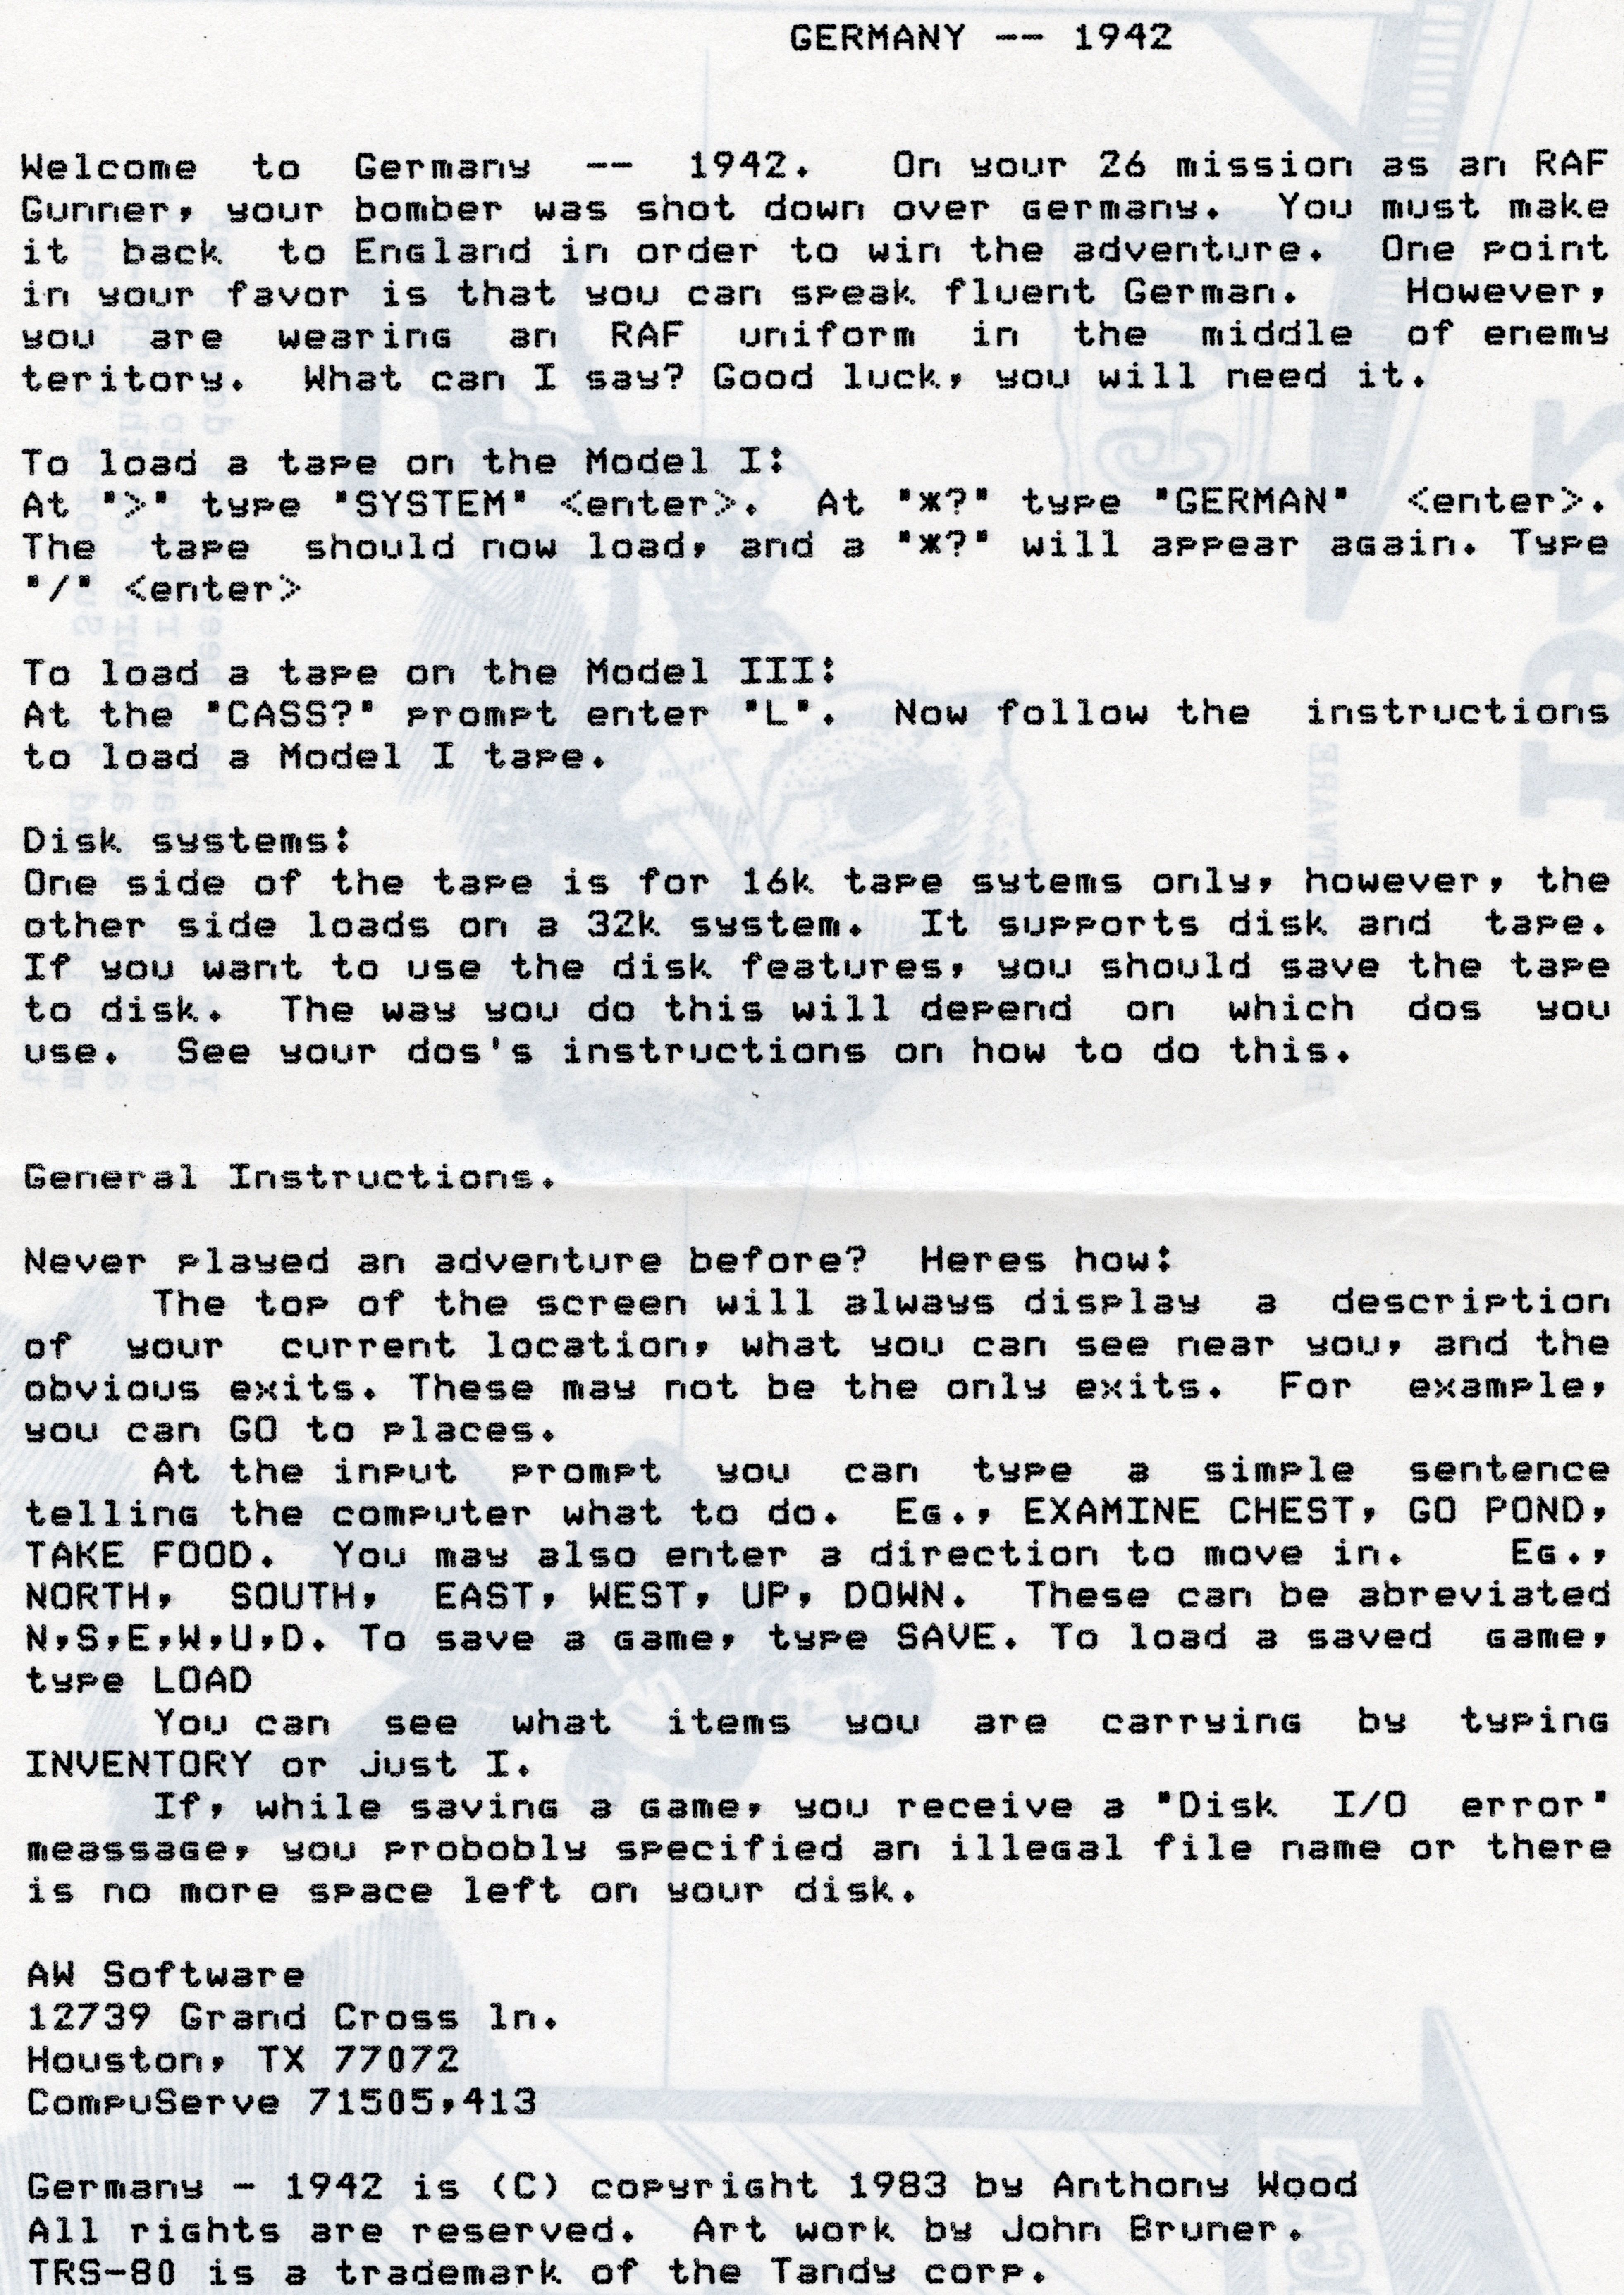 GERMANY -- 1942
Welcome to Germany -- 1942. On your 26 mission as an RAF
Gunner, your bomber was shot down over germany. You must make
it back to England in order to win the adventure. One point
in your favor is that you can speak fluent German. However,
you are wearing an RAF uniform in the middle of enemy
teritory. What can I say? Good luck, you will need it.
To load a tape on the Model I:
At ">" type "SYSTEM" <enter>. At "*?" type "GERMAN" <enter>.
The tape should now load, and a "*?" will appear again. Type
"/" <enter>
To load a tape on the Model III:
At the "CASS?" prompt enter "L". Now follow the instructions
to load a Model I tape.
Disk systems:
One side of the tape is for 16k tape sytems only, however, the
other side loads on a 32k system. It supports disk and tape.
If you want to use the disk features, you should save the tape
to disk. The way you do this will depend on which dos you
use. See your dos's instructions on how to do this.
General Instructions.
Never played an adventure before? Heres how:
The top of the screen will always display a description
of your current location, what you can see near you, and the
obvious exits. These may not be the only exits. For example,
you can GO to places.
At the input prompt you can type a simple sentence
telling the computer what to do. Eg., EXAMINE CHEST, GO POND,
TAKE FOOD. You may also enter a direction to move in. Eg.,
NORTH, SOUTH, EAST, WEST, UP, DOWN. These can be abreviated
N,S,E,W,U,D. To save a game, type SAVE. To load a saved game,
type LOAD
You can see what items you are carrying by typing
INVENTORY or just I.
If, while saving a game, you receive a "Disk I/O error"
meassage, you probobly specified an illegal file name or there
is no more space left on your disk.
AW Software
12739 Grand Cross ln.
Houston, TX 77072
CompuServe 71505,413
Germany - 1942 is (C) copyright 1983 by Anthony Wood
All rights are reserved. Art work by John Bruner.
TRS-80 is a trademark of the Tandy corp.